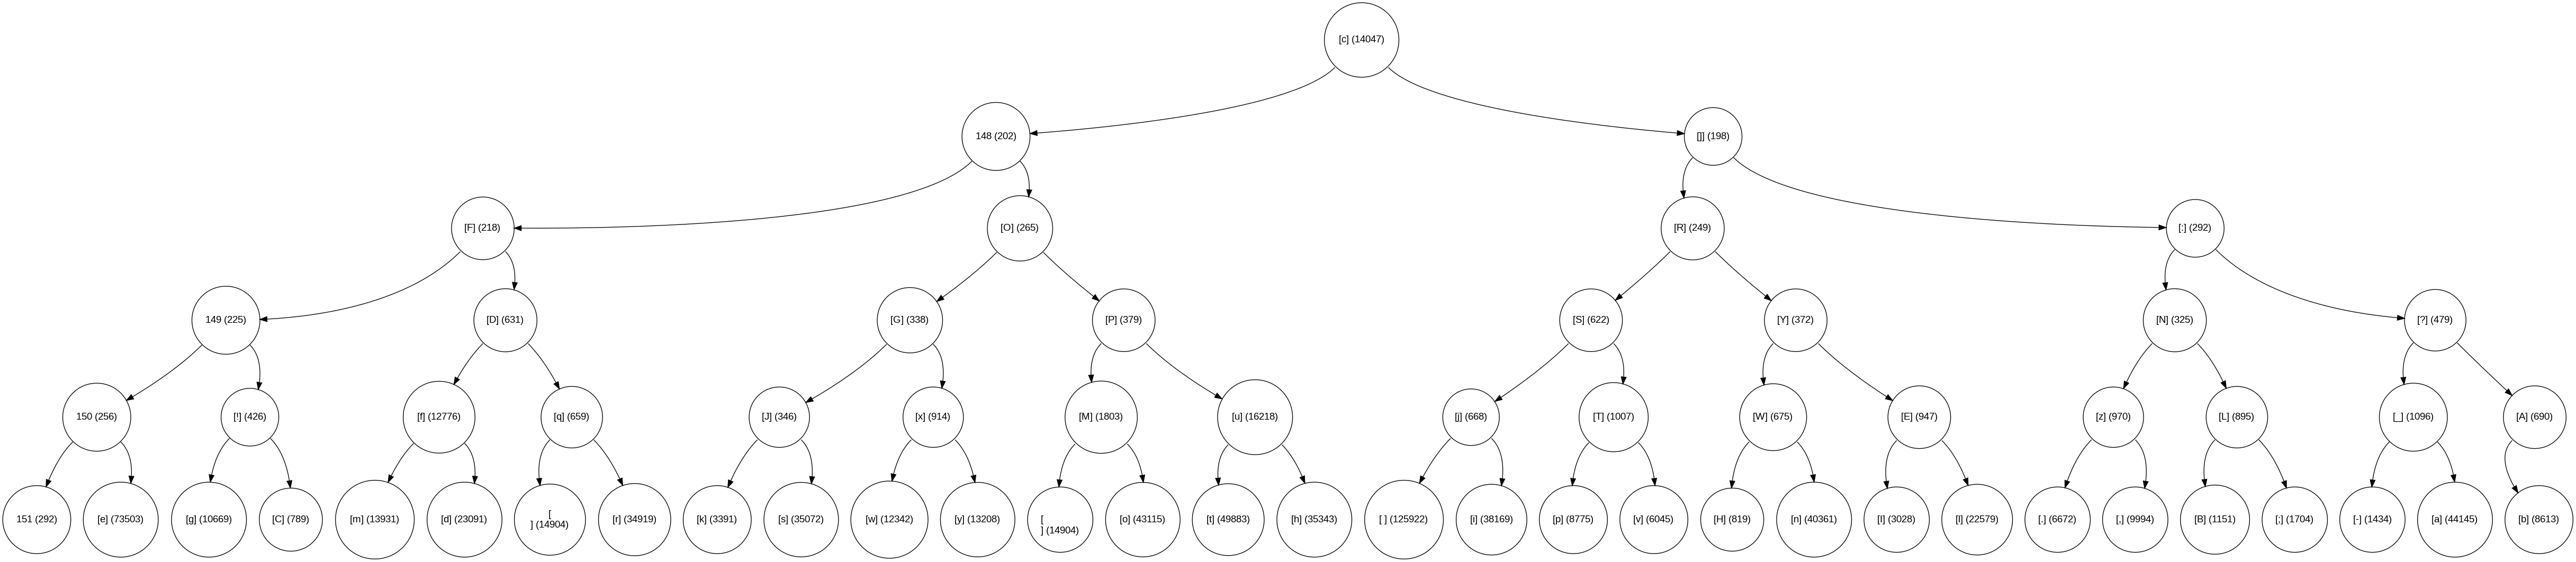 [c] (14047)
148 (202)
[]] (198)
[F] (218)
[O] (265)
[R] (249)
[:] (292)
149 (225)
[D] (631)
[G] (338)
[P] (379)
[S] (622)
[Y] (372)
[N] (325)
[?] (479)
150 (256)
[!] (426)
[f] (12776)
[q] (659)
[J] (346)
[x] (914)
[M] (1803)
[u] (16218)
[j] (668)
[T] (1007)
[W] (675)
[E] (947)
[z] (970)
[L] (895)
[_] (1096)
[A] (690)
151 (292)
[e] (73503)
[g] (10669)
[C] (789)
[m] (13931)
[d] (23091)
[
] (14904)
[r] (34919)
[k] (3391)
[s] (35072)
[w] (12342)
[y] (13208)
[
] (14904)
[o] (43115)
[t] (49883)
[h] (35343)
[ ] (125922)
[i] (38169)
[p] (8775)
[v] (6045)
[H] (819)
[n] (40361)
[I] (3028)
[l] (22579)
[.] (6672)
[,] (9994)
[B] (1151)
[;] (1704)
[-] (1434)
[a] (44145)
[b] (8613)